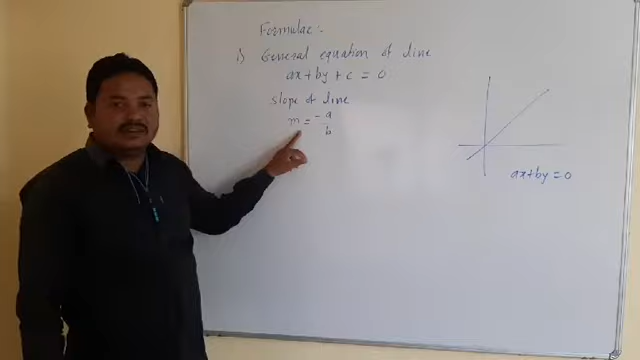 Formulae:-
1) General equation of line
ax+by+c = 0
slope of line
m = -a/b
ax+by = 0